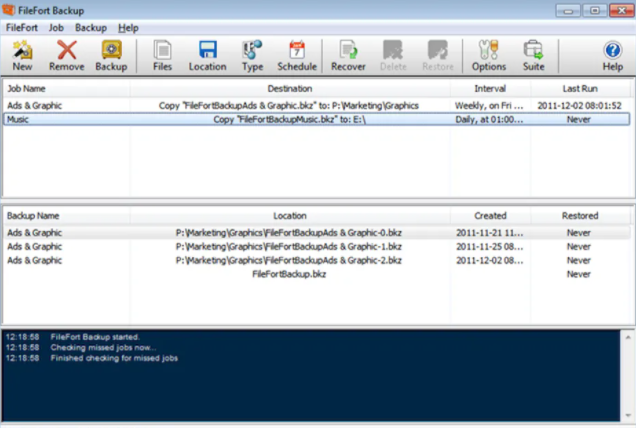 FileFort Backup
FileFort Job Backup Help
New Remove Backup Files Location Type Schedule Recover Delete Restore Options Suite Help
Job Name Destination Interval Last Run
Ads & Graphic Copy "FileFortBackupAds & Graphic.bkz" to: P:\Marketing\Graphics Weekly, on Fri ... 2011-12-02 08:01:52
Music Copy "FileFortBackupMusic.bkz" to: E:\ Daily, at 01:00... Never
Backup Name Location Created Restored
Ads & Graphic P:\Marketing\Graphics\FileFortBackupAds & Graphic-0.bkz 2011-11-21 11... Never
Ads & Graphic P:\Marketing\Graphics\FileFortBackupAds & Graphic-1.bkz 2011-11-25 08... Never
Ads & Graphic P:\Marketing\Graphics\FileFortBackupAds & Graphic-2.bkz 2011-12-02 08... Never
FileFortBackup.bkz Never
12:18:58 FileFort Backup started.
12:18:58 Checking missed jobs now...
12:18:58 Finished checking for missed jobs